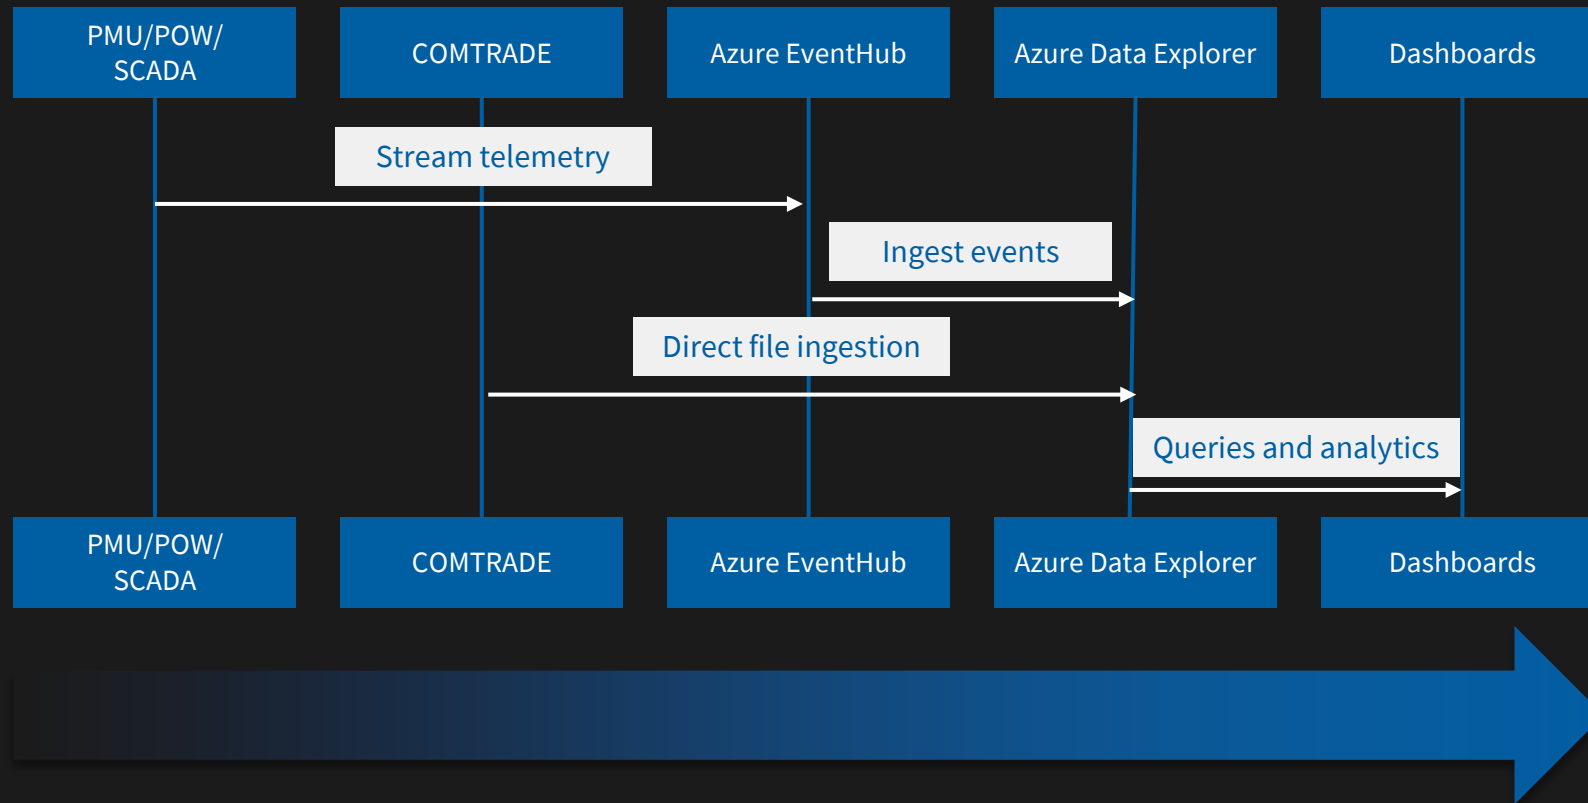 PMU/POW/
SCADA
COMTRADE
Azure EventHub
Azure Data Explorer
Dashboards
Stream telemetry
Ingest events
Direct file ingestion
Queries and analytics
PMU/POW/
SCADA
COMTRADE
Azure EventHub
Azure Data Explorer
Dashboards